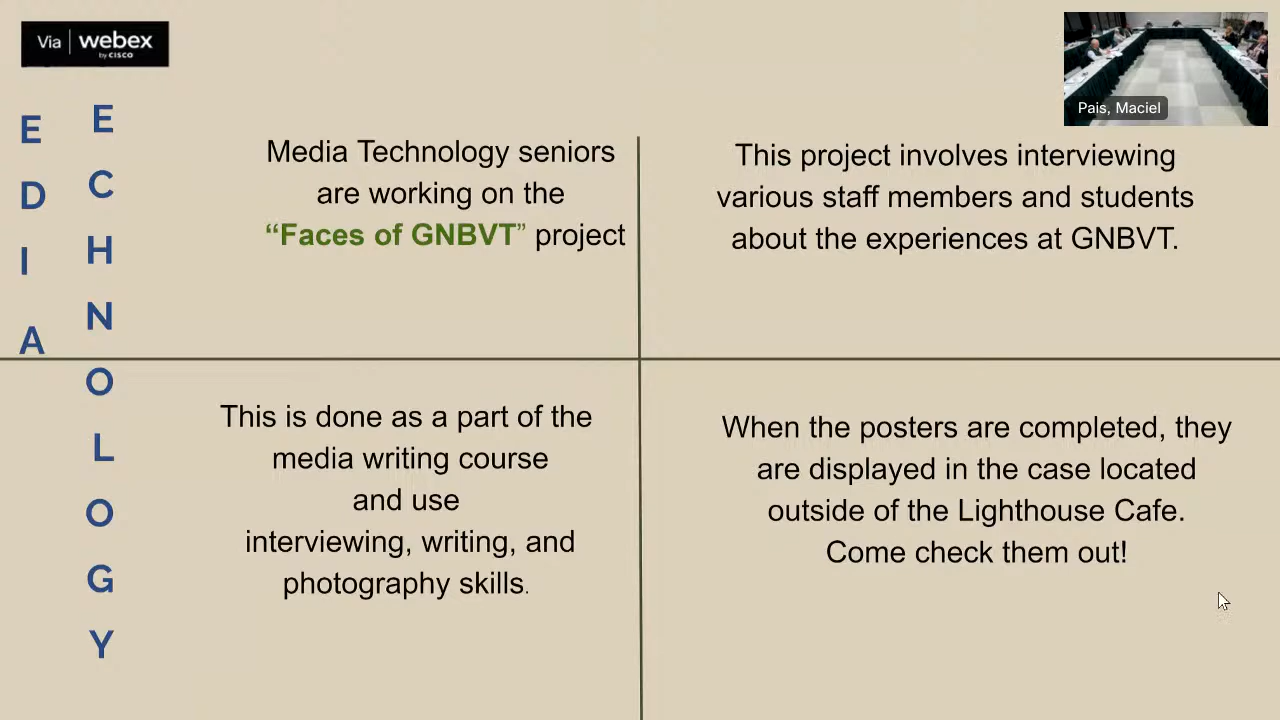 Via webex
by CISCO
Pais, Maciel
EDIA
ECHNOLOGY
Media Technology seniors
are working on the
“Faces of GNBVT” project
This project involves interviewing
various staff members and students
about the experiences at GNBVT.
This is done as a part of the
media writing course
and use
interviewing, writing, and
photography skills.
When the posters are completed, they
are displayed in the case located
outside of the Lighthouse Cafe.
Come check them out!